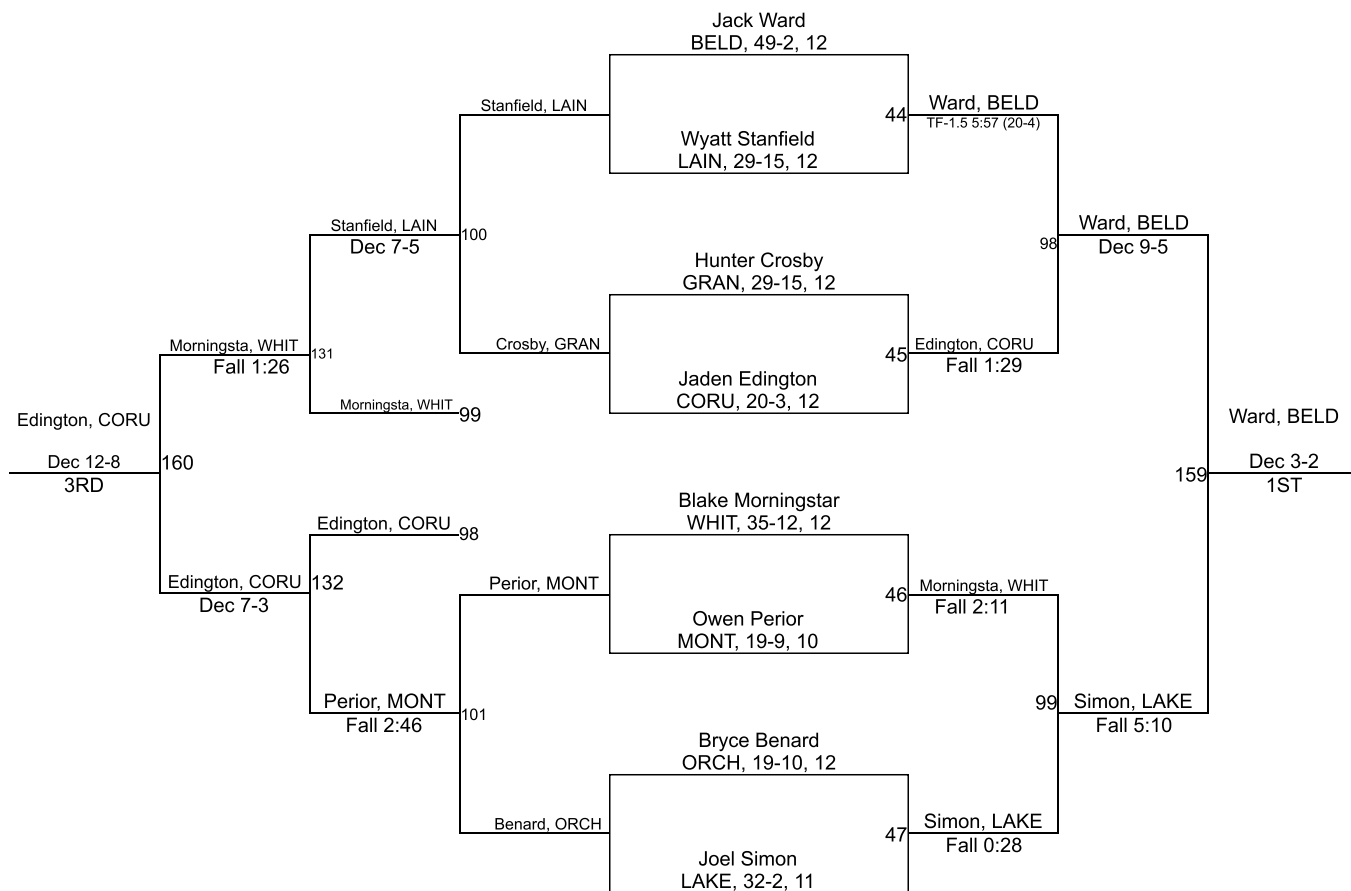 Jack Ward
BELD, 49-2, 12
Stanfield, LAIN
44
Ward, BELD
TF-1.5 5:57 (20-4)
Wyatt Stanfield
LAIN, 29-15, 12
Stanfield, LAIN
Dec 7-5
100
98
Ward, BELD
Dec 9-5
Hunter Crosby
GRAN, 29-15, 12
Crosby, GRAN
45
Edington, CORU
Fall 1:29
Morningsta, WHIT
Fall 1:26
131
Jaden Edington
CORU, 20-3, 12
Morningsta, WHIT
99
Edington, CORU
Dec 12-8
3RD
160
159
Ward, BELD
Dec 3-2
1ST
Blake Morningstar
WHIT, 35-12, 12
Edington, CORU
98
Edington, CORU
Dec 7-3
132
Perior, MONT
46
Morningsta, WHIT
Fall 2:11
Owen Perior
MONT, 19-9, 10
Perior, MONT
Fall 2:46
101
99
Simon, LAKE
Fall 5:10
Bryce Benard
ORCH, 19-10, 12
Benard, ORCH
47
Simon, LAKE
Fall 0:28
Joel Simon
LAKE, 32-2, 11